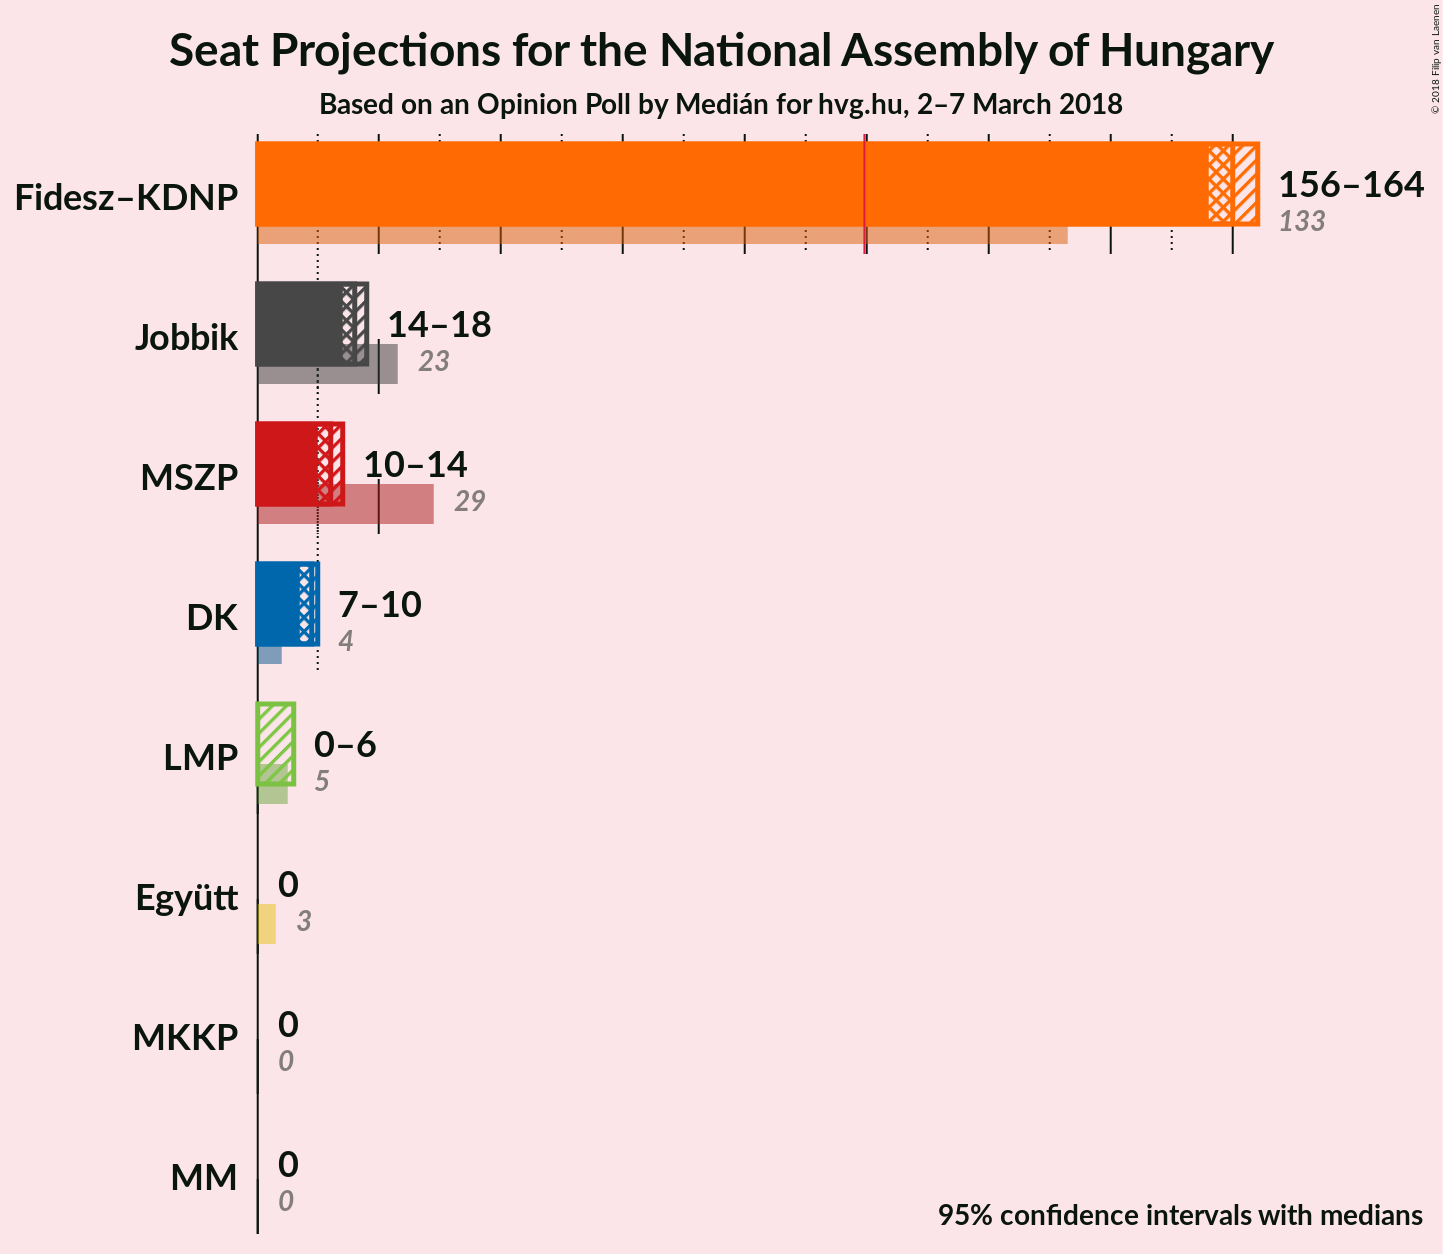 Seat Projections for the National Assembly of Hungary
Based on an Opinion Poll by Medián for hvg.hu, 2–7 March 2018
© 2018 Filip van Laenen
Fidesz–KDNP
156–164
133
Jobbik
14–18
23
MSZP
10–14
29
DK
7–10
4
LMP
0–6
5
Együtt
0
3
MKKP
0
0
MM
0
0
95% confidence intervals with medians